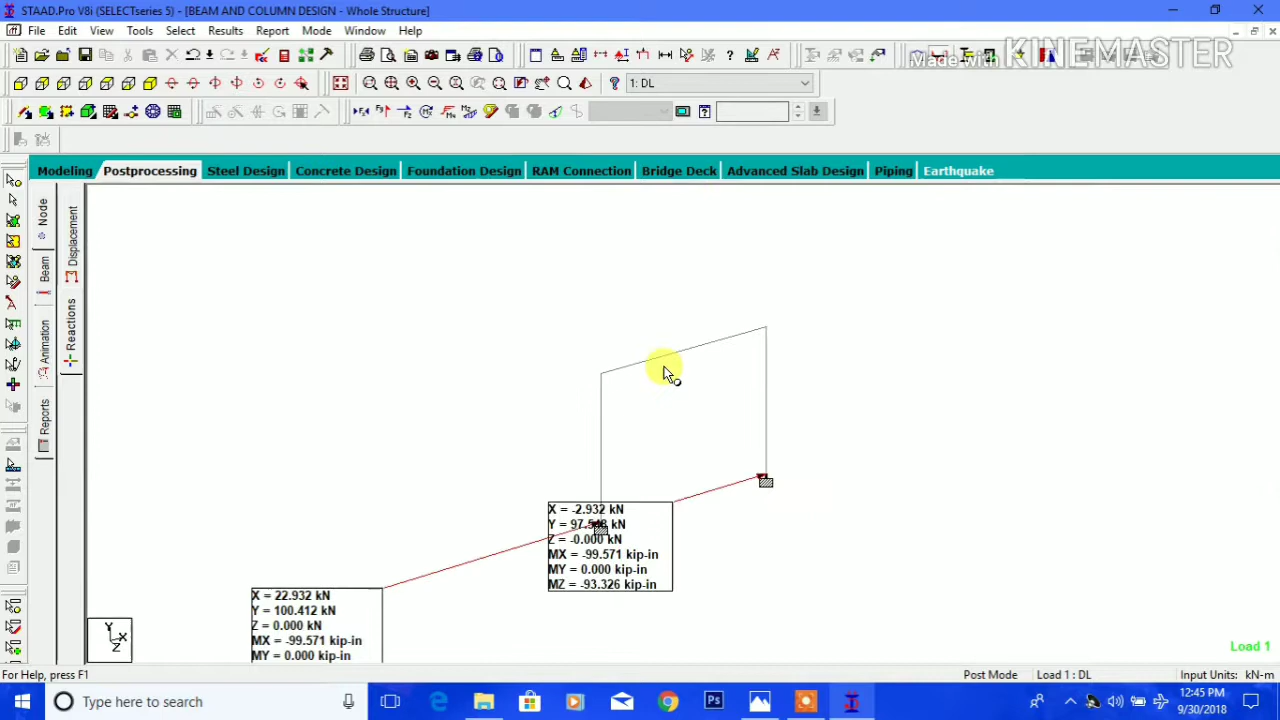 STAAD.Pro V8i (SELECTseries 5) - [BEAM AND COLUMN DESIGN - Whole Structure]
File Edit View Tools Select Results Report Mode Window Help
Made with KINEMASTER
1: DL
Modeling Postprocessing Steel Design Concrete Design Foundation Design RAM Connection Bridge Deck Advanced Slab Design Piping Earthquake
Node
Beam
Animation
Reports
Displacement
Reactions
X = -2.932 kN
Z = -0.000 kN
MX = -99.571 kip-in
MY = 0.000 kip-in
MZ = -93.326 kip-in
X = 22.932 kN
Y = 100.412 kN
Z = 0.000 kN
MX = -99.571 kip-in
MY = 0.000 kip-in
Y
X
Z
Load 1
For Help, press F1
Post Mode
Load 1 : DL
Input Units: kN-m
Type here to search
12:45 PM
9/30/2018